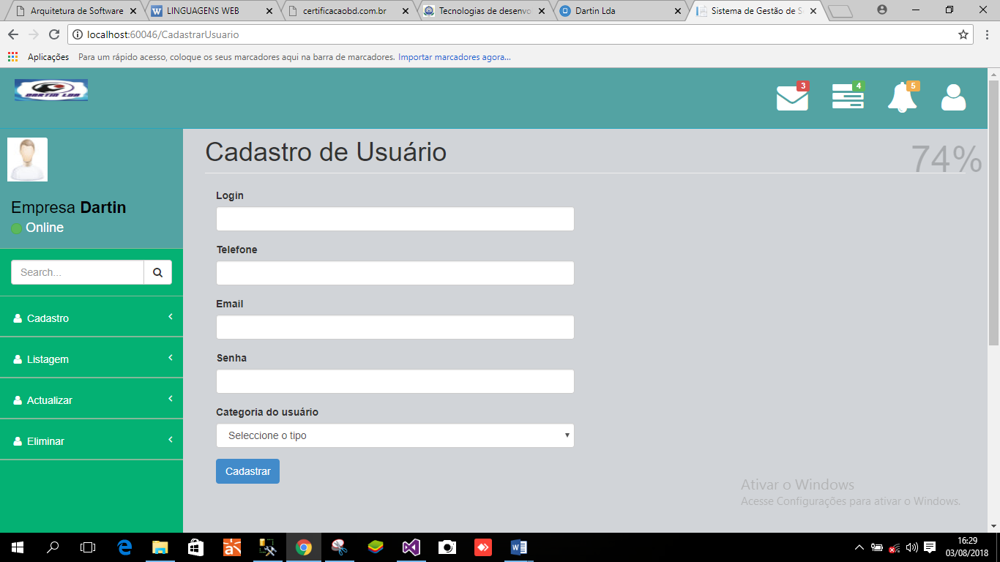 Arquitetura de Software
LINGUAGENS WEB
certificacaobd.com.br
Tecnologias de desenvo
Dartin Lda
Sistema de Gestão de S
localhost:60046/CadastrarUsuario
Aplicações
Para um rápido acesso, coloque os seus marcadores aqui na barra de marcadores. Importar marcadores agora...
DARTIN LDA
3
4
5
Cadastro de Usuário
74%
Empresa Dartin
Online
Search...
Cadastro
Listagem
Actualizar
Eliminar
Login
Telefone
Email
Senha
Categoria do usuário
Seleccione o tipo
Cadastrar
Ativar o Windows
Acesse Configurações para ativar o Windows.
16:29
03/08/2018